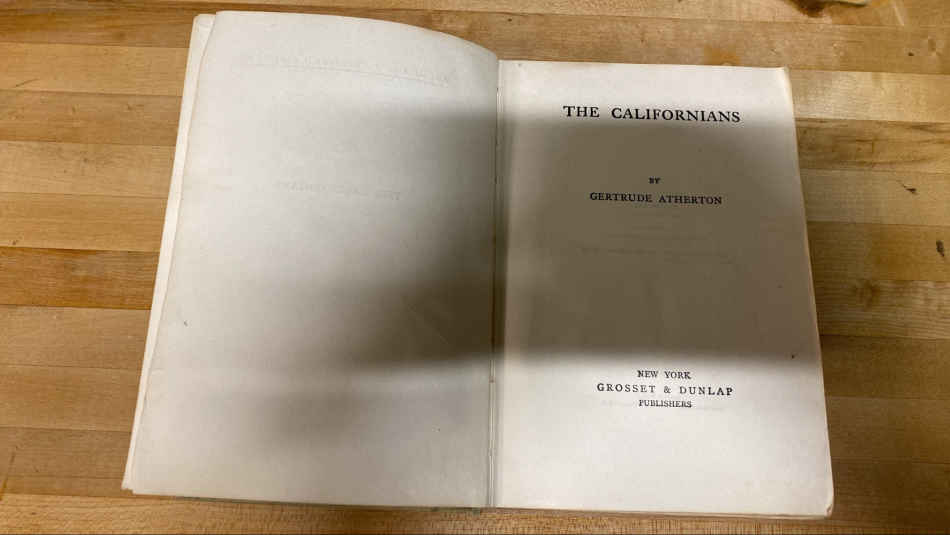 THE CALIFORNIANS
BY
GERTRUDE ATHERTON
NEW YORK
GROSSET & DUNLAP
PUBLISHERS